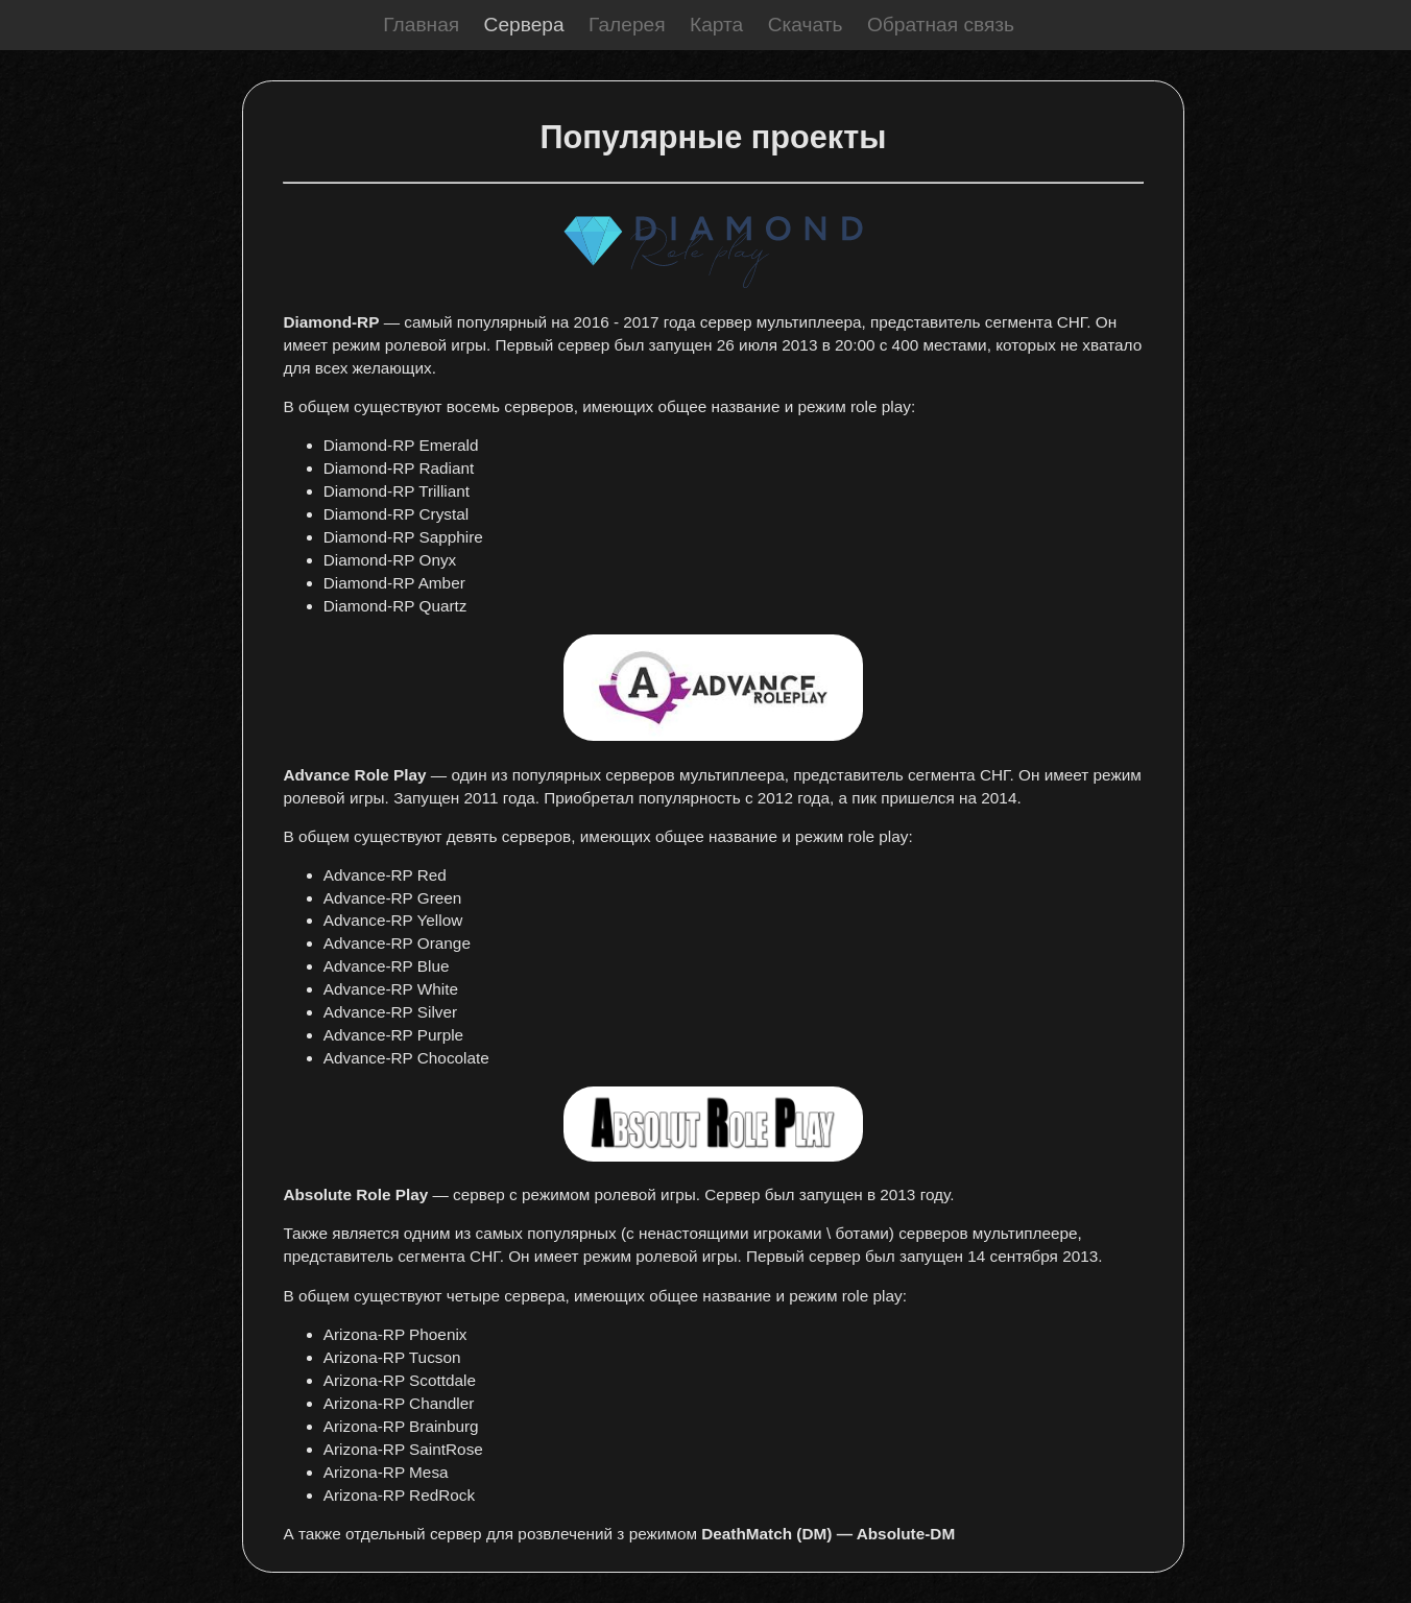 Главная Сервера Галерея Карта Скачать Обратная связь
Популярные проекты
DIAMOND
Role play
Diamond-RP — самый популярный на 2016 - 2017 года сервер мультиплеера, представитель сегмента СНГ. Он
имеет режим ролевой игры. Первый сервер был запущен 26 июля 2013 в 20:00 с 400 местами, которых не хватало
для всех желающих.
В общем существуют восемь серверов, имеющих общее название и режим role play:
Diamond-RP Emerald
Diamond-RP Radiant
Diamond-RP Trilliant
Diamond-RP Crystal
Diamond-RP Sapphire
Diamond-RP Onyx
Diamond-RP Amber
Diamond-RP Quartz
A ADVANCE
ROLEPLAY
Advance Role Play — один из популярных серверов мультиплеера, представитель сегмента СНГ. Он имеет режим
ролевой игры. Запущен 2011 года. Приобретал популярность с 2012 года, а пик пришелся на 2014.
В общем существуют девять серверов, имеющих общее название и режим role play:
Advance-RP Red
Advance-RP Green
Advance-RP Yellow
Advance-RP Orange
Advance-RP Blue
Advance-RP White
Advance-RP Silver
Advance-RP Purple
Advance-RP Chocolate
ABSOLUT ROLE PLAY
Absolute Role Play — сервер с режимом ролевой игры. Сервер был запущен в 2013 году.
Также является одним из самых популярных (с ненастоящими игроками \ ботами) серверов мультиплеере,
представитель сегмента СНГ. Он имеет режим ролевой игры. Первый сервер был запущен 14 сентября 2013.
В общем существуют четыре сервера, имеющих общее название и режим role play:
Arizona-RP Phoenix
Arizona-RP Tucson
Arizona-RP Scottdale
Arizona-RP Chandler
Arizona-RP Brainburg
Arizona-RP SaintRose
Arizona-RP Mesa
Arizona-RP RedRock
А также отдельный сервер для розвлечений з режимом DeathMatch (DM) — Absolute-DM